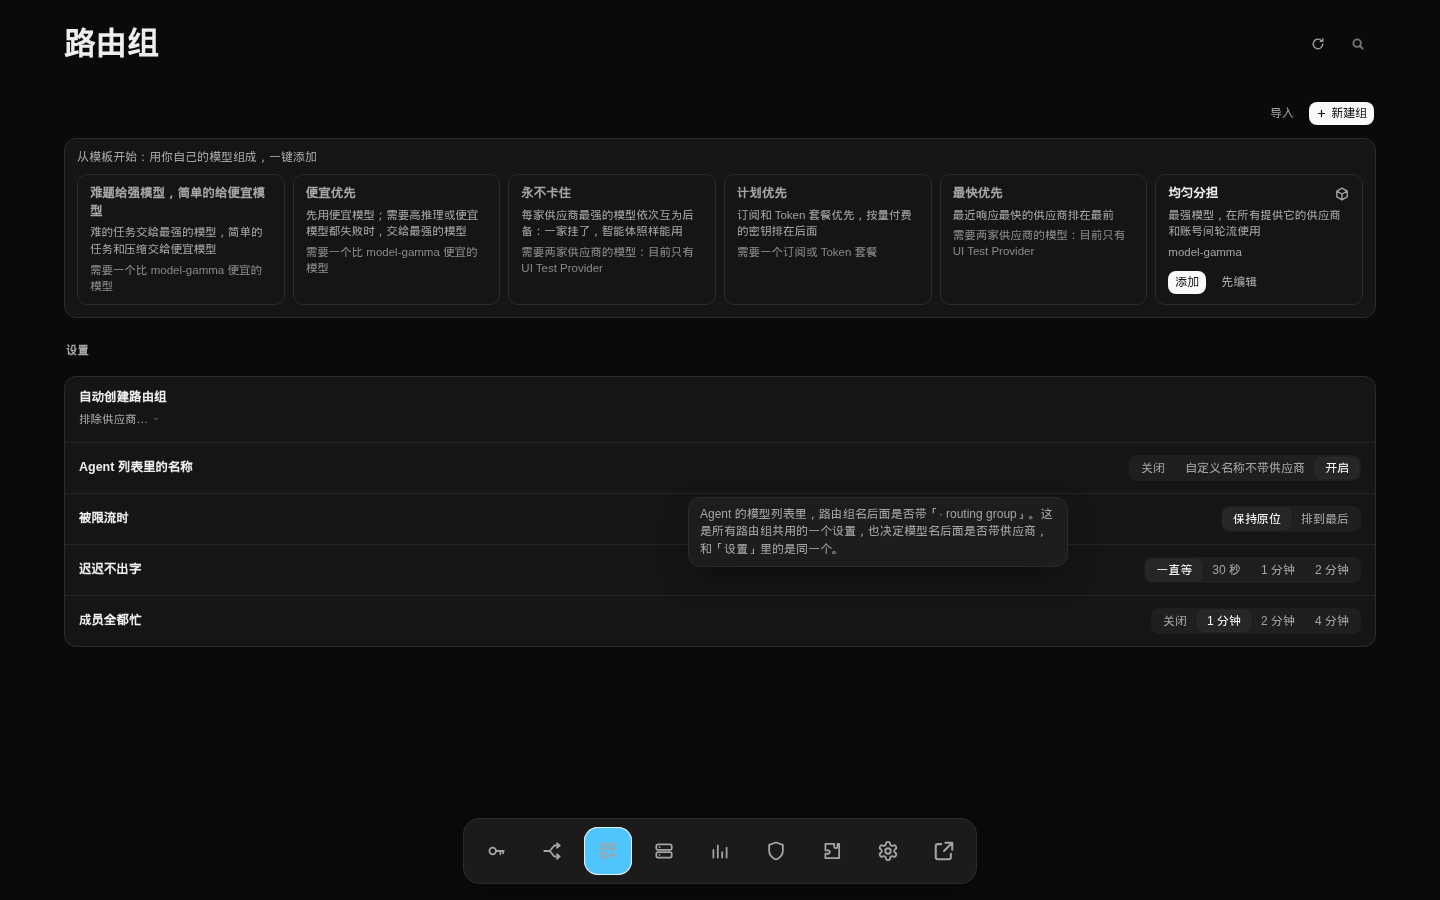 路由组
导入
+ 新建组
从模板开始：用你自己的模型组成，一键添加
难题给强模型，简单的给便宜模
型
难的任务交给最强的模型，简单的
任务和压缩交给便宜模型
需要一个比 model-gamma 便宜的
模型
便宜优先
先用便宜模型；需要高推理或便宜
模型都失败时，交给最强的模型
需要一个比 model-gamma 便宜的
模型
永不卡住
每家供应商最强的模型依次互为后
备：一家挂了，智能体照样能用
需要两家供应商的模型：目前只有
UI Test Provider
计划优先
订阅和 Token 套餐优先，按量付费
的密钥排在后面
需要一个订阅或 Token 套餐
最快优先
最近响应最快的供应商排在最前
需要两家供应商的模型：目前只有
UI Test Provider
均匀分担
最强模型，在所有提供它的供应商
和账号间轮流使用
model-gamma
添加 先编辑
设置
自动创建路由组
排除供应商…
Agent 列表里的名称
关闭 自定义名称不带供应商 开启
被限流时
保持原位 排到最后
Agent 的模型列表里，路由组名后面是否带「 · routing group」。这
是所有路由组共用的一个设置，也决定模型名后面是否带供应商，
和「设置」里的是同一个。
迟迟不出字
一直等 30 秒 1 分钟 2 分钟
成员全都忙
关闭 1 分钟 2 分钟 4 分钟